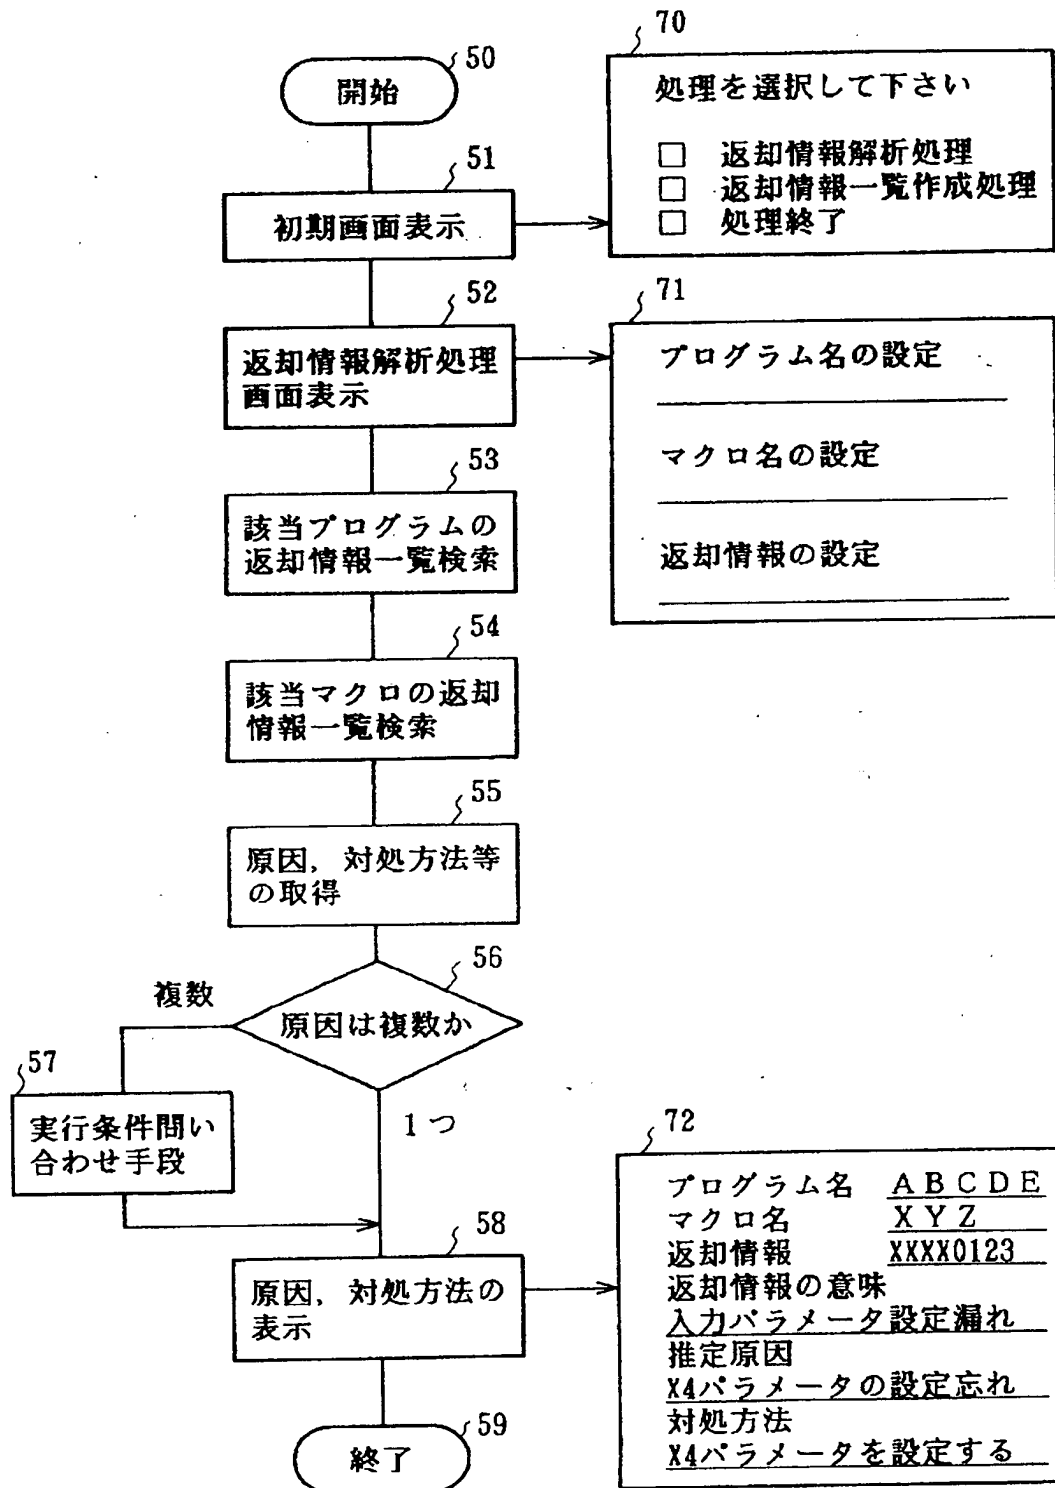 50
開始
51
初期画面表示
52
返却情報解析処理
画面表示
53
該当プログラムの
返却情報一覧検索
54
該当マクロの返却
情報一覧検索
55
原因，対処方法等
の取得
56
原因は複数か
複数
1つ
57
実行条件問い
合わせ手段
58
原因，対処方法の
表示
59
終了
70
処理を選択して下さい
□ 返却情報解析処理
□ 返却情報一覧作成処理
□ 処理終了
71
プログラム名の設定
マクロ名の設定
返却情報の設定
72
プログラム名 ABCDE
マクロ名 XYZ
返却情報 XXXX0123
返却情報の意味
入力パラメータ設定漏れ
推定原因
X4パラメータの設定忘れ
対処方法
X4パラメータを設定する